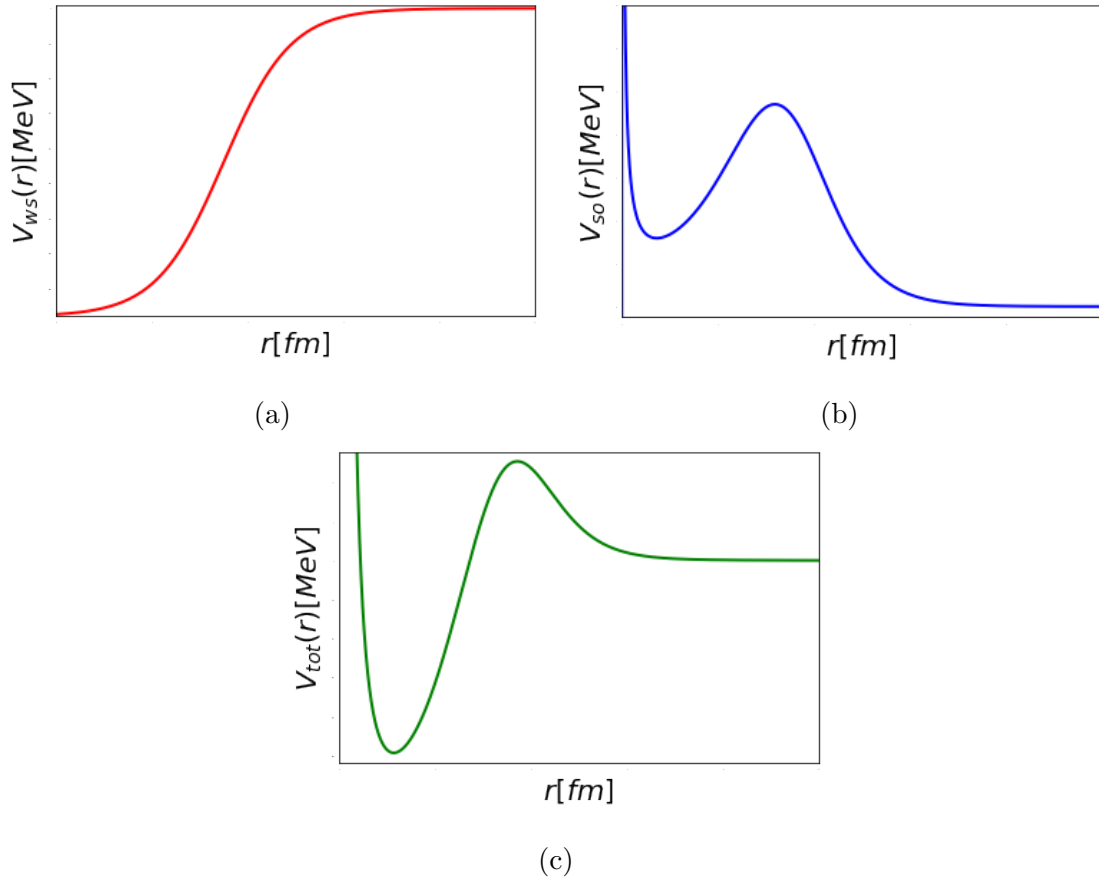 V_{ws}(r)[MeV]
r[fm]
(a)
V_{so}(r)[MeV]
r[fm]
(b)
V_{tot}(r)[MeV]
r[fm]
(c)